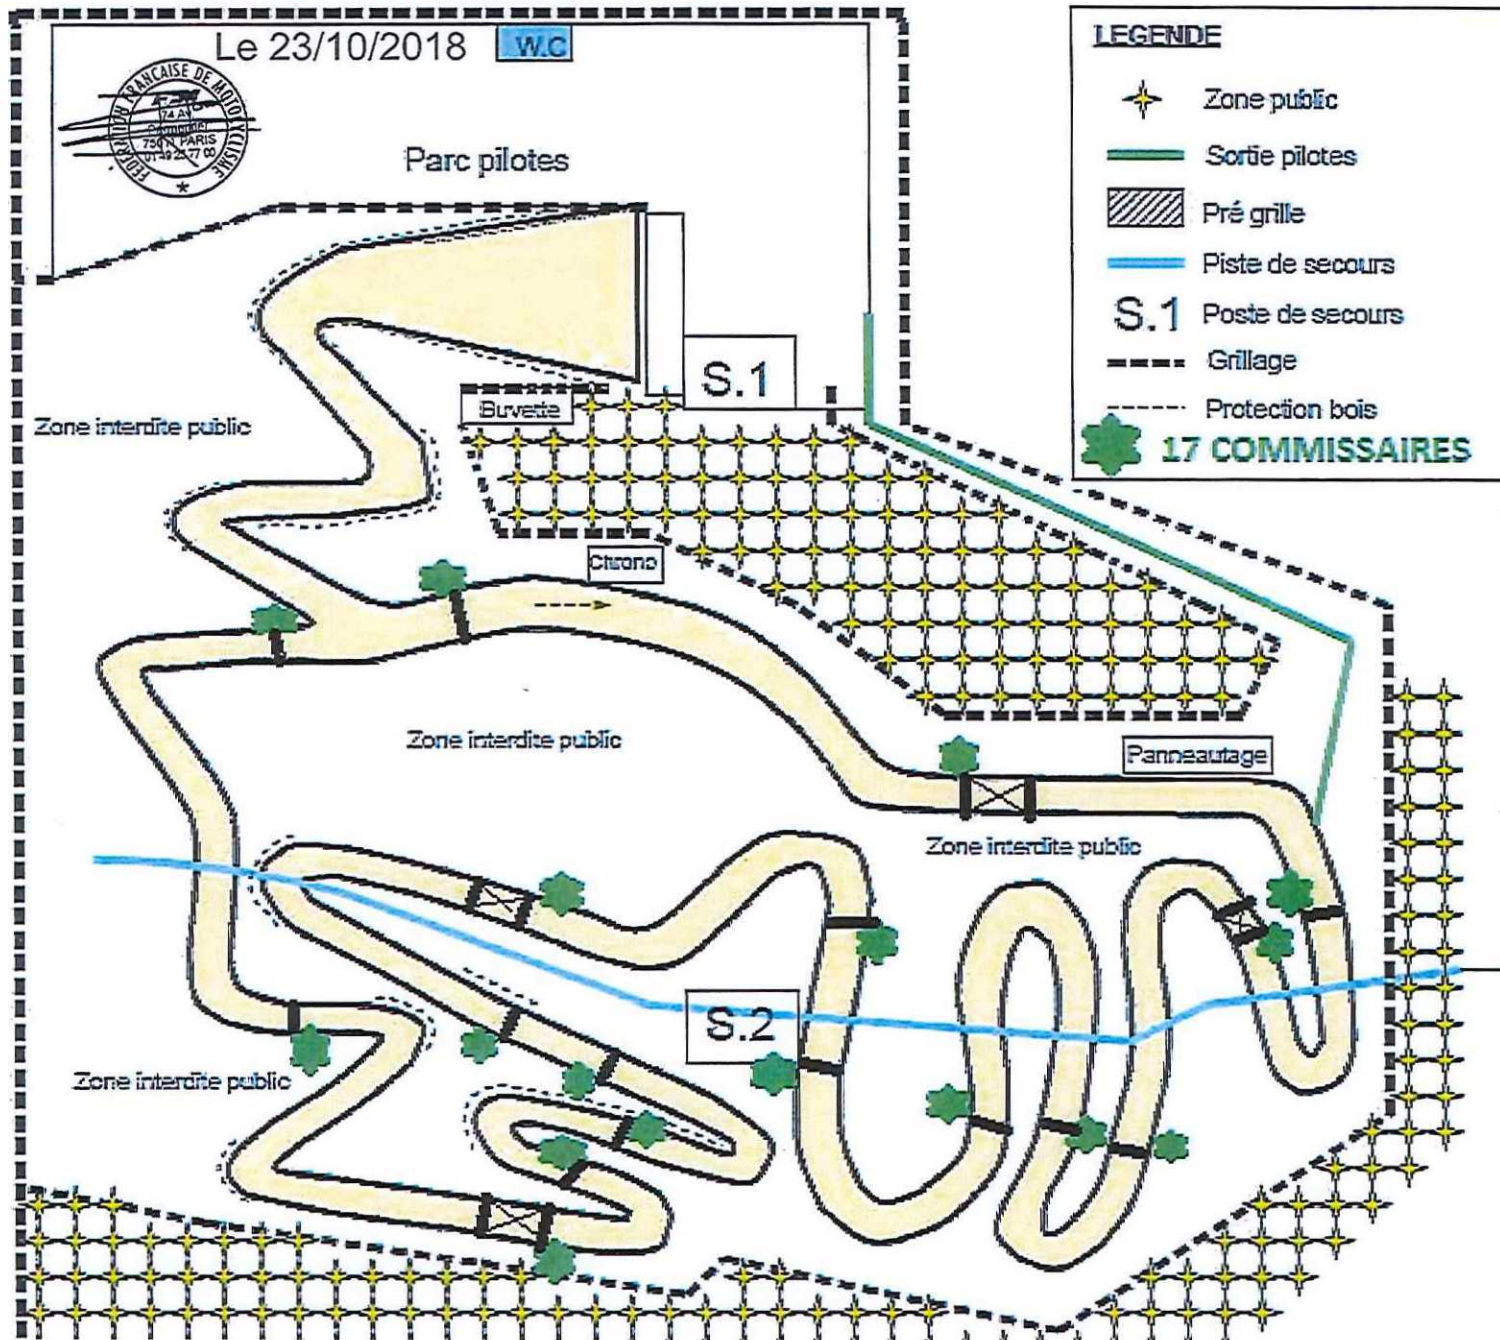 Le 23/10/2018
W.C
FEDERATION FRANCAISE DE MOTOCYCLISME
PARIS
Parc pilotes
LEGENDE
Zone public
Sortie pilotes
Pré grille
Piste de secours
S.1 Poste de secours
Grillage
Protection bois
17 COMMISSAIRES
S.1
Buvette
Zone interdite public
Chrono
Zone interdite public
Panneautage
Zone interdite public
S.2
Zone interdite public